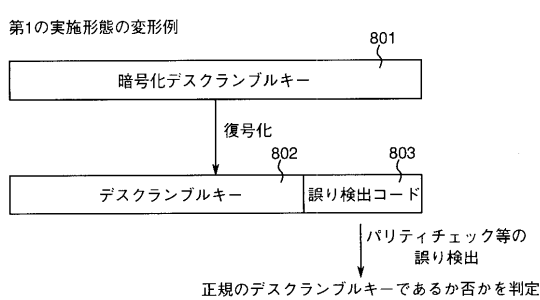 第1の実施形態の変形例
801
暗号化デスクランブルキー
復号化
802
803
デスクランブルキー
誤り検出コード
パリティチェック等の
誤り検出
正規のデスクランブルキーであるか否かを判定